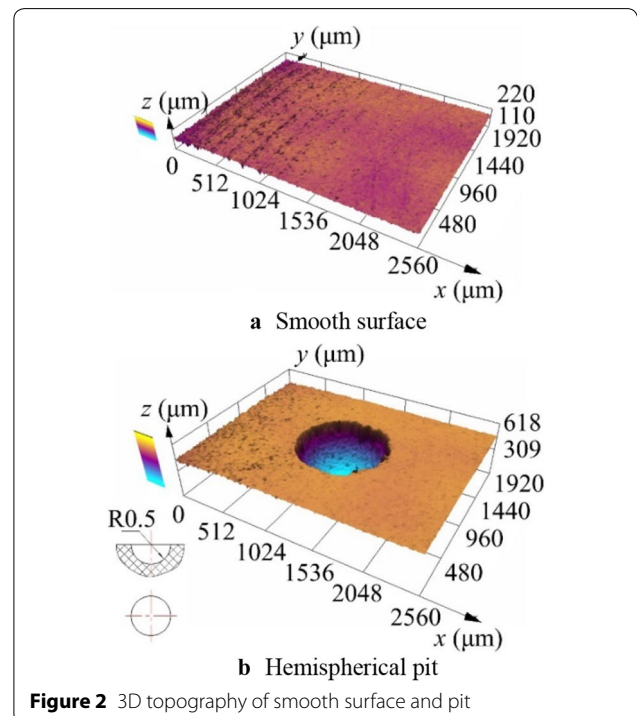 y (μm)
z (μm)
220
110
1920
1440
960
480
0
512
1024
1536
2048
2560
x (μm)
a Smooth surface
y (μm)
z (μm)
618
309
1920
1440
960
480
R0.5
0
512
1024
1536
2048
2560
x (μm)
b Hemispherical pit
Figure 2 3D topography of smooth surface and pit